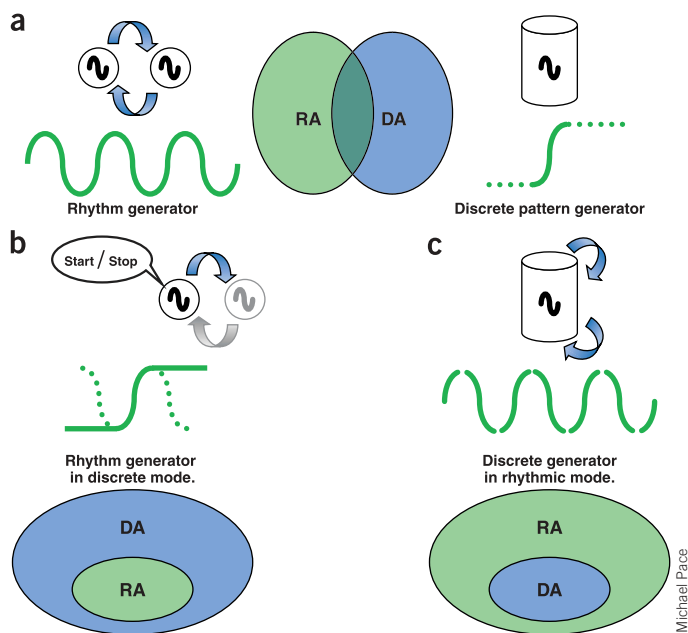 a
RA
DA
Rhythm generator
Discrete pattern generator
b
Start / Stop
c
Rhythm generator
in discrete mode.
Discrete generator
in rhythmic mode.
DA
RA
RA
DA
Michael Pace